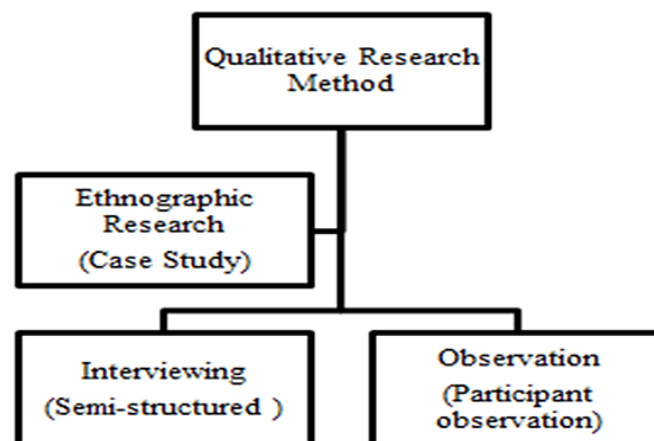 Qualitative Research
Method
Ethnographic
Research
(Case Study)
Interviewing
(Semi-structured )
Observation
(Participant
observation)